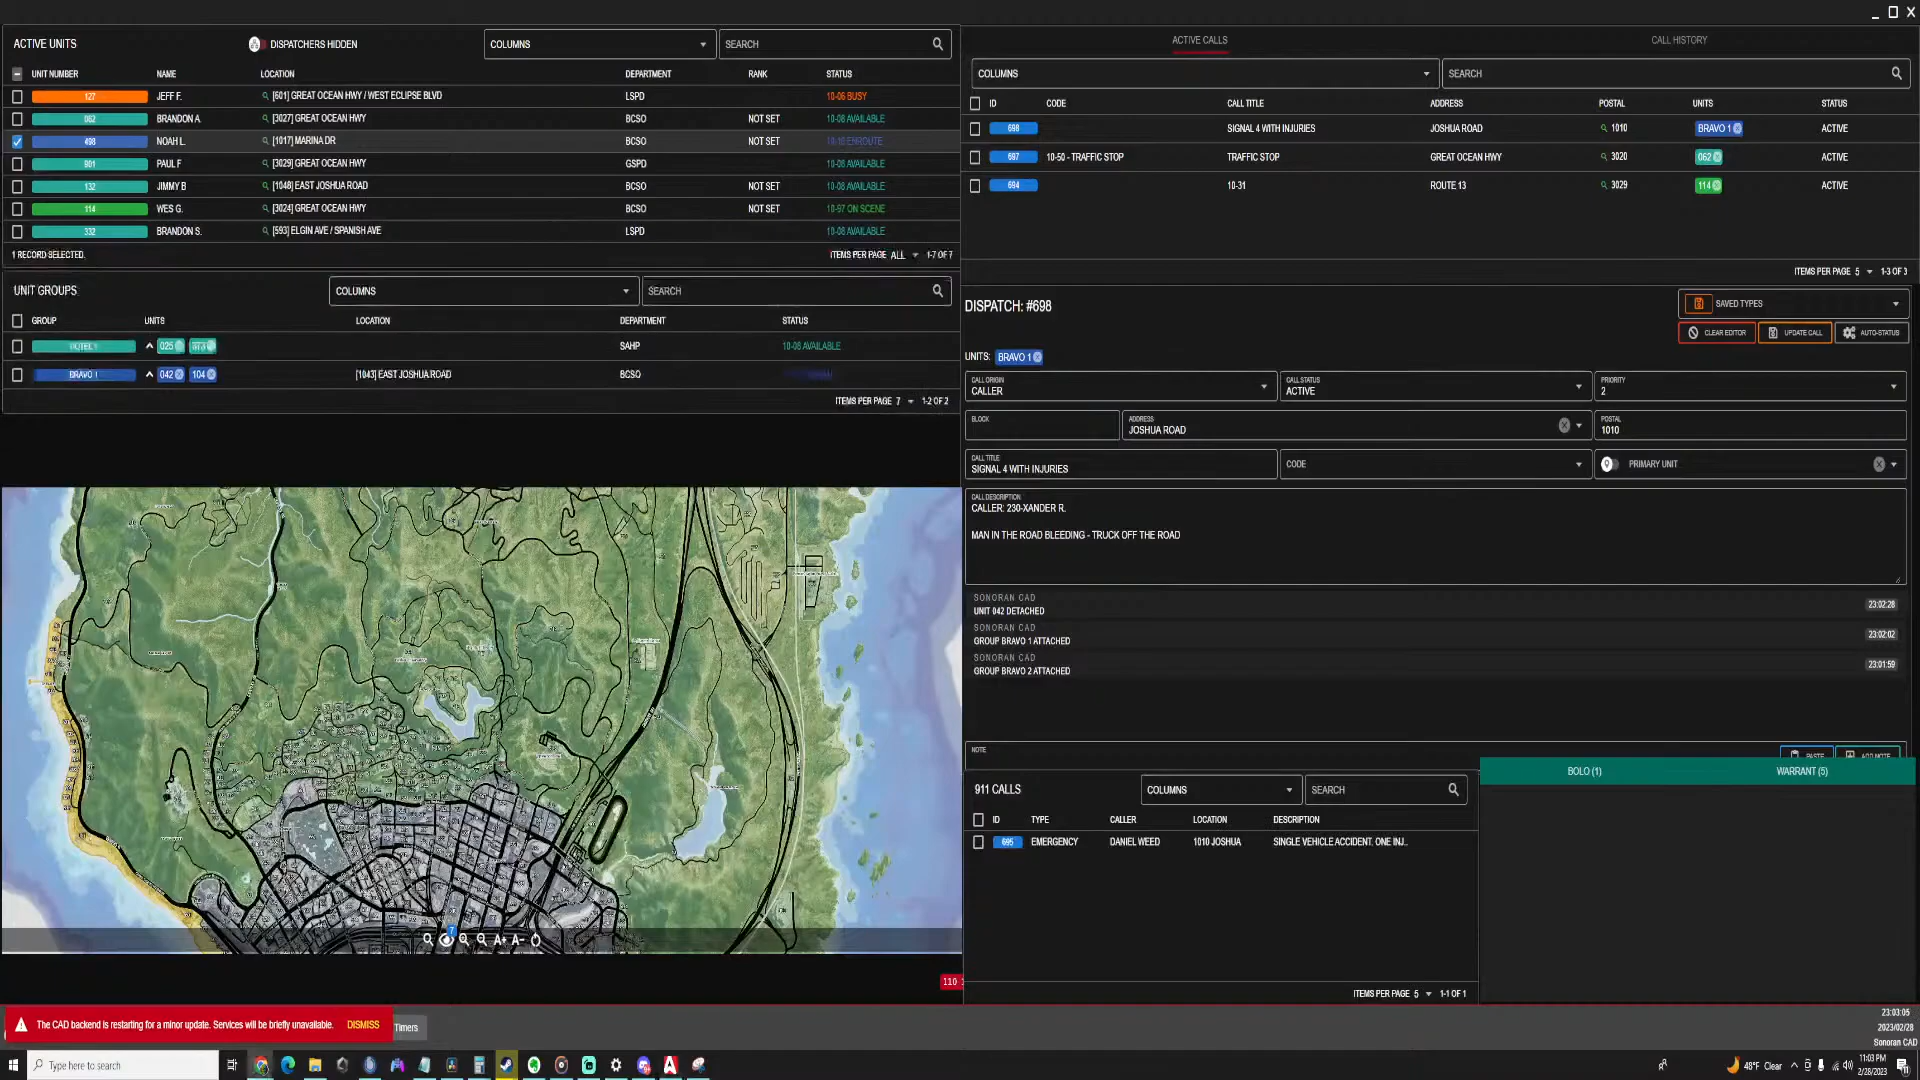 ACTIVE UNITS
DISPATCHERS HIDDEN
COLUMNS
SEARCH
UNIT NUMBER NAME LOCATION DEPARTMENT RANK STATUS
127 JEFF F. [601] GREAT OCEAN HWY / WEST ECLIPSE BLVD LSPD 10-06 BUSY
062 BRANDON A. [3027] GREAT OCEAN HWY BCSO NOT SET 10-08 AVAILABLE
498 NOAH L. [1017] MARINA DR BCSO NOT SET ENROUTE
901 PAUL F [3029] GREAT OCEAN HWY GSPD 10-08 AVAILABLE
132 JIMMY B [1048] EAST JOSHUA ROAD BCSO NOT SET 10-08 AVAILABLE
114 WES G. [3024] GREAT OCEAN HWY BCSO NOT SET 10-97 ON SCENE
332 BRANDON S. [593] ELGIN AVE / SPANISH AVE LSPD 10-08 AVAILABLE
1 RECORD SELECTED.
ITEMS PER PAGE ALL 1-7 OF 7
UNIT GROUPS
COLUMNS
SEARCH
GROUP UNITS LOCATION DEPARTMENT STATUS
025 SAHP 10-08 AVAILABLE
BRAVO 1 042 104 [1043] EAST JOSHUA ROAD BCSO
ITEMS PER PAGE 7 1-2 OF 2
7
A+ A-
110
ACTIVE CALLS
CALL HISTORY
COLUMNS
SEARCH
ID CODE CALL TITLE ADDRESS POSTAL UNITS STATUS
698 SIGNAL 4 WITH INJURIES JOSHUA ROAD 1010 BRAVO 1 ACTIVE
697 10-50 - TRAFFIC STOP TRAFFIC STOP GREAT OCEAN HWY 3020 062 ACTIVE
694 10-31 ROUTE 13 3029 114 ACTIVE
ITEMS PER PAGE 5 1-3 OF 3
DISPATCH: #698
SAVED TYPES
CLEAR EDITOR
UPDATE CALL
AUTO-STATUS
UNITS: BRAVO 1
CALL ORIGIN
CALLER
CALL STATUS
ACTIVE
PRIORITY
2
BLOCK
ADDRESS
JOSHUA ROAD
POSTAL
1010
CALL TITLE
SIGNAL 4 WITH INJURIES
CODE
PRIMARY UNIT
CALL DESCRIPTION
CALLER: 230-XANDER R.
MAN IN THE ROAD BLEEDING - TRUCK OFF THE ROAD
SONORAN CAD
UNIT 042 DETACHED
23:02:28
SONORAN CAD
GROUP BRAVO 1 ATTACHED
23:02:02
SONORAN CAD
GROUP BRAVO 2 ATTACHED
23:01:59
NOTE
PASTE
ADD NOTE
911 CALLS
COLUMNS
SEARCH
ID TYPE CALLER LOCATION DESCRIPTION
695 EMERGENCY DANIEL WEED 1010 JOSHUA SINGLE VEHICLE ACCIDENT. ONE INJ..
ITEMS PER PAGE 5 1-1 OF 1
BOLO (1)
WARRANT (5)
The CAD backend is restarting for a minor update. Services will be briefly unavailable. DISMISS
Timers
23:03:05
2023/02/28
Sonoran CAD
Type here to search
48°F Clear
11:03 PM
2/28/2023